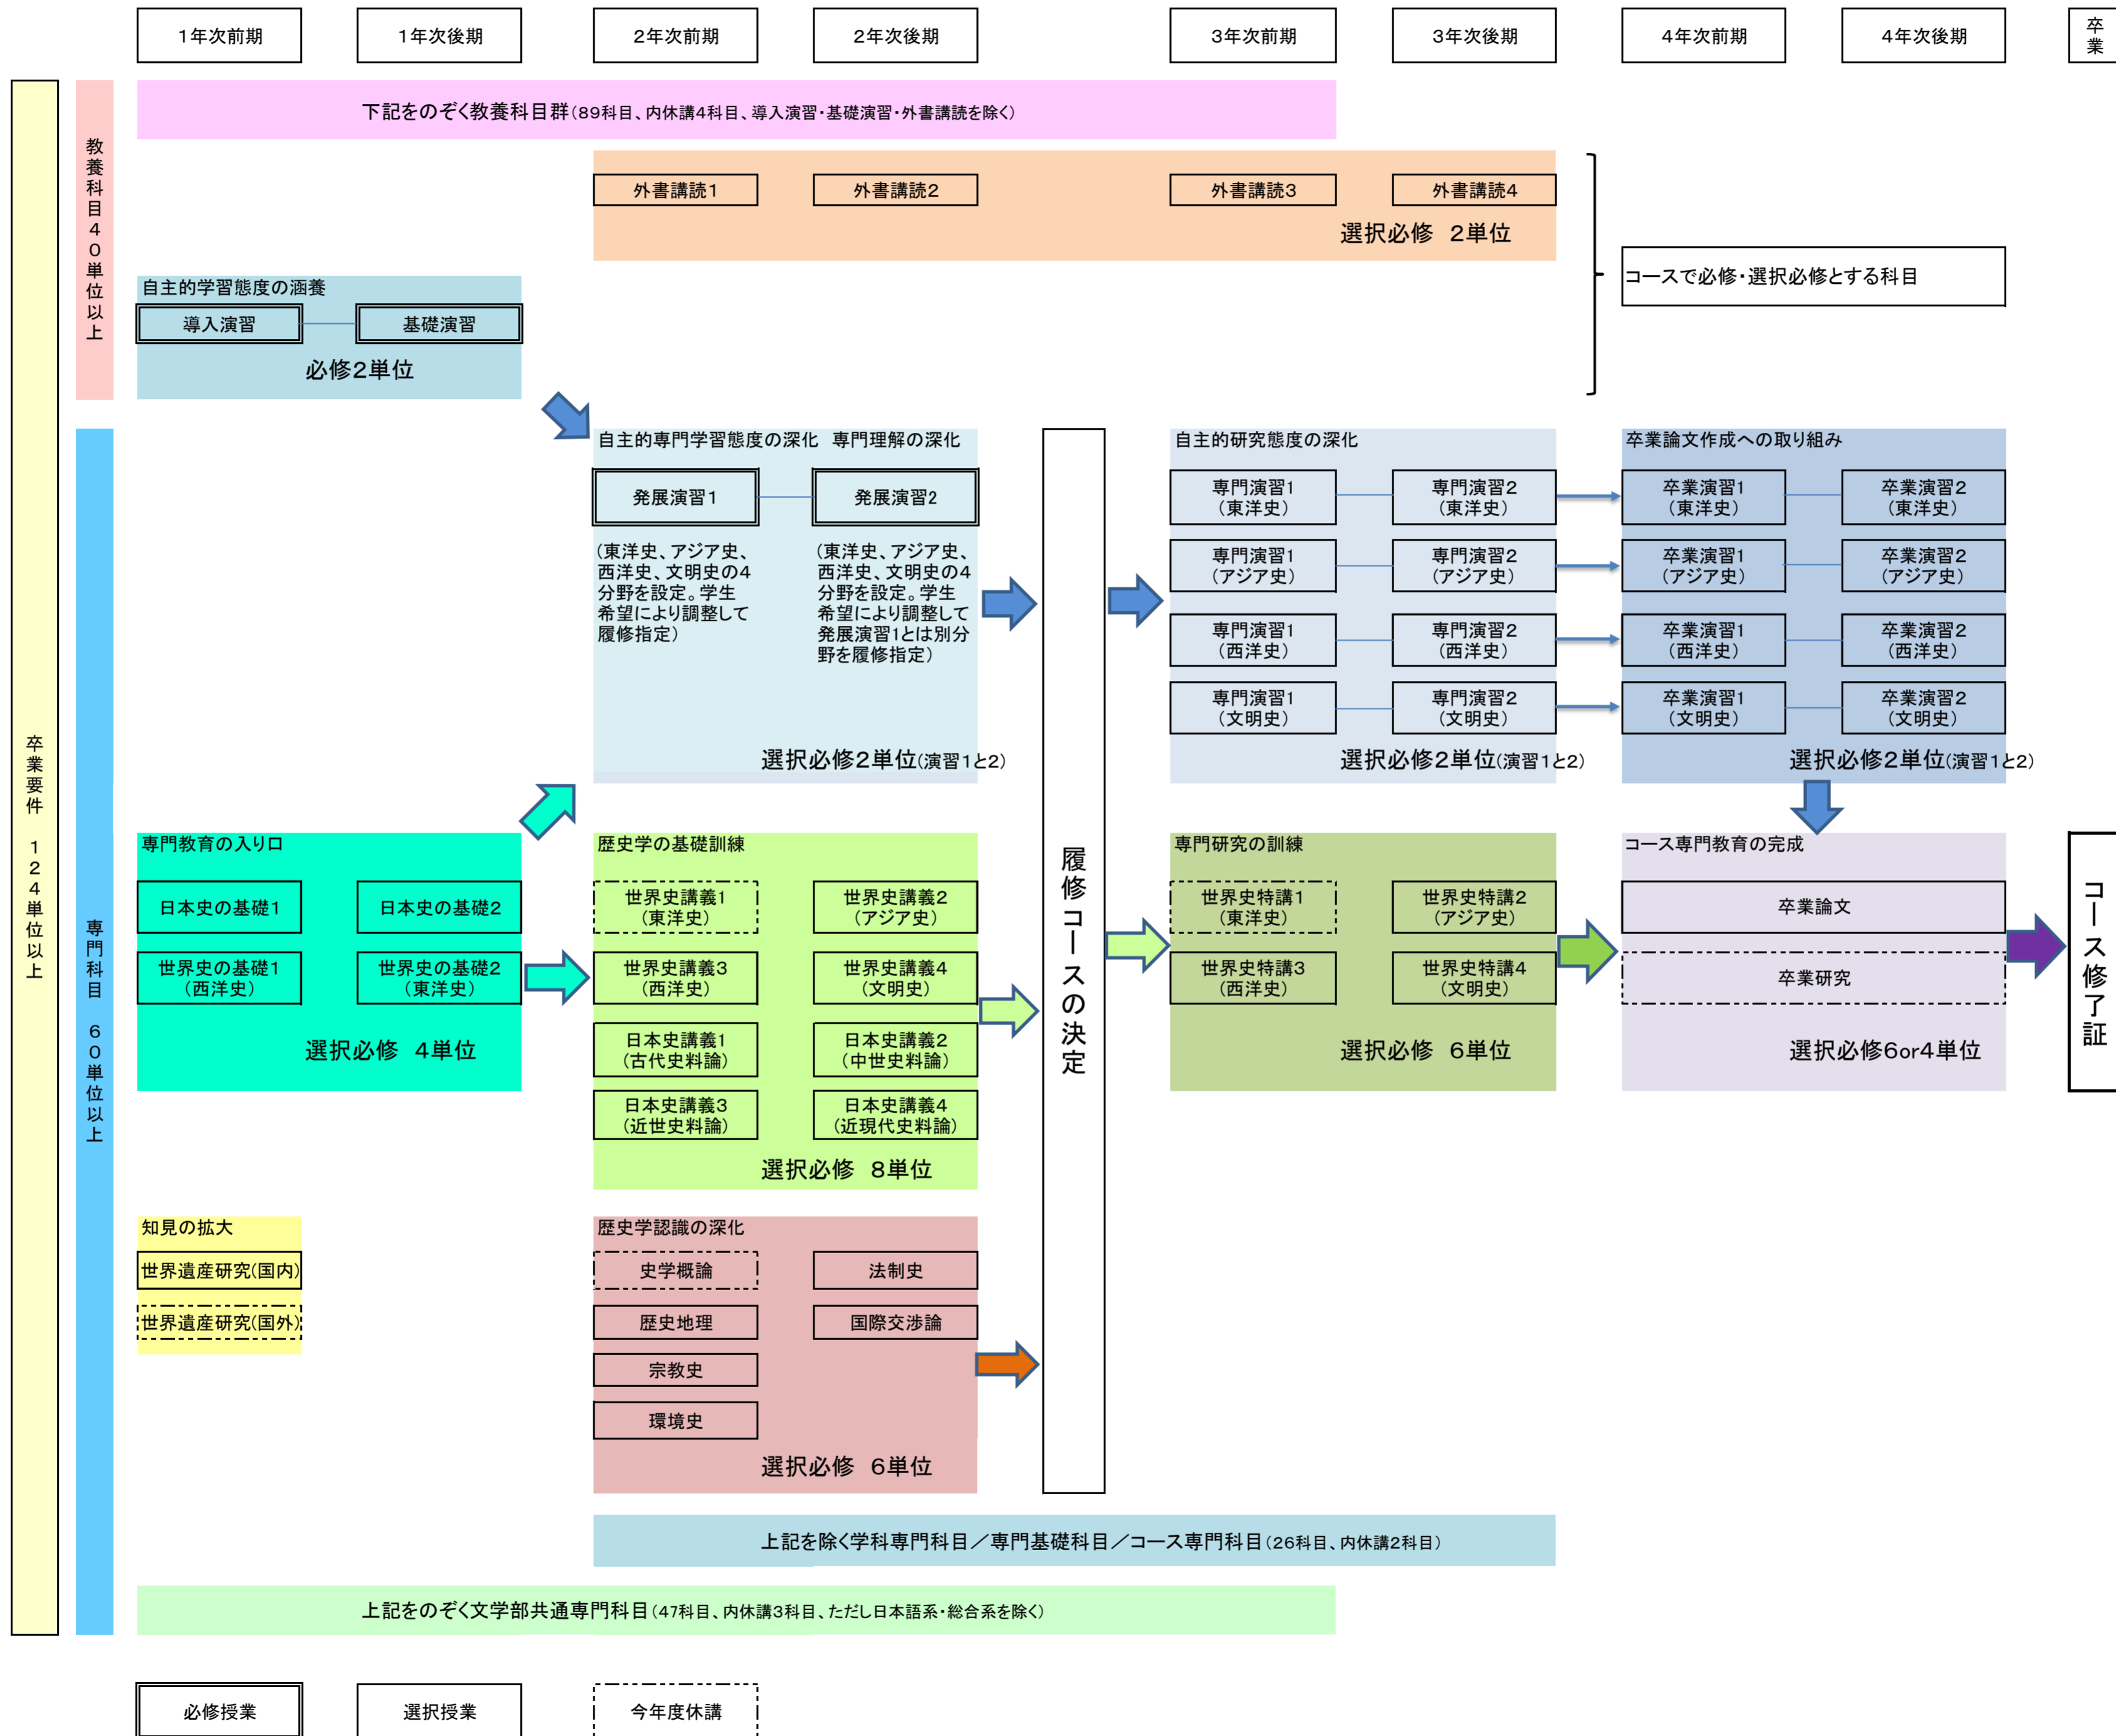 1年次前期
1年次後期
2年次前期
2年次後期
3年次前期
3年次後期
4年次前期
4年次後期
卒業
卒業要件　124単位以上
教養科目40単位以上
下記をのぞく教養科目群(89科目、内休講4科目、導入演習・基礎演習・外書講読を除く)
外書講読1
外書講読2
外書講読3
外書講読4
選択必修　2単位
コースで必修・選択必修とする科目
自主的学習態度の涵養
導入演習
基礎演習
必修2単位
専門科目　60単位以上
自主的専門学習態度の深化　専門理解の深化
発展演習1
発展演習2
(東洋史、アジア史、
西洋史、文明史の4
分野を設定。学生
希望により調整して
履修指定)
(東洋史、アジア史、
西洋史、文明史の4
分野を設定。学生
希望により調整して
発展演習1とは別分
野を履修指定)
選択必修2単位(演習1と2)
履修コースの決定
自主的研究態度の深化
専門演習1
(東洋史)
専門演習2
(東洋史)
専門演習1
(アジア史)
専門演習2
(アジア史)
専門演習1
(西洋史)
専門演習2
(西洋史)
専門演習1
(文明史)
専門演習2
(文明史)
選択必修2単位(演習1と2)
卒業論文作成への取り組み
卒業演習1
(東洋史)
卒業演習2
(東洋史)
卒業演習1
(アジア史)
卒業演習2
(アジア史)
卒業演習1
(西洋史)
卒業演習2
(西洋史)
卒業演習1
(文明史)
卒業演習2
(文明史)
選択必修2単位(演習1と2)
専門教育の入り口
日本史の基礎1
日本史の基礎2
世界史の基礎1
(西洋史)
世界史の基礎2
(東洋史)
選択必修　4単位
歴史学の基礎訓練
世界史講義1
(東洋史)
世界史講義2
(アジア史)
世界史講義3
(西洋史)
世界史講義4
(文明史)
日本史講義1
(古代史料論)
日本史講義2
(中世史料論)
日本史講義3
(近世史料論)
日本史講義4
(近現代史料論)
選択必修　8単位
専門研究の訓練
世界史特講1
(東洋史)
世界史特講2
(アジア史)
世界史特講3
(西洋史)
世界史特講4
(文明史)
選択必修　6単位
コース専門教育の完成
卒業論文
卒業研究
選択必修6or4単位
コース修了証
知見の拡大
世界遺産研究(国内)
世界遺産研究(国外)
歴史学認識の深化
史学概論
法制史
歴史地理
国際交渉論
宗教史
環境史
選択必修　6単位
上記を除く学科専門科目／専門基礎科目／コース専門科目(26科目、内休講2科目)
上記をのぞく文学部共通専門科目(47科目、内休講3科目、ただし日本語系・総合系を除く)
必修授業
選択授業
今年度休講